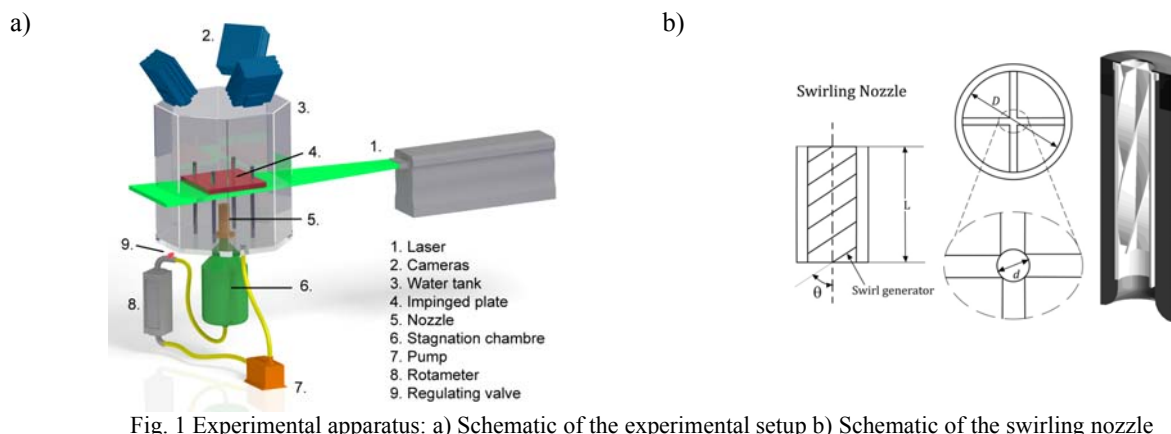 a)
2.
3.
4.
1.
5.
9.
8.
6.
7.
1. Laser
2. Cameras
3. Water tank
4. Impinged plate
5. Nozzle
6. Stagnation chambre
7. Pump
8. Rotameter
9. Regulating valve
b)
Swirling Nozzle
D
L
d
θ
Swirl generator
Fig. 1 Experimental apparatus: a) Schematic of the experimental setup b) Schematic of the swirling nozzle